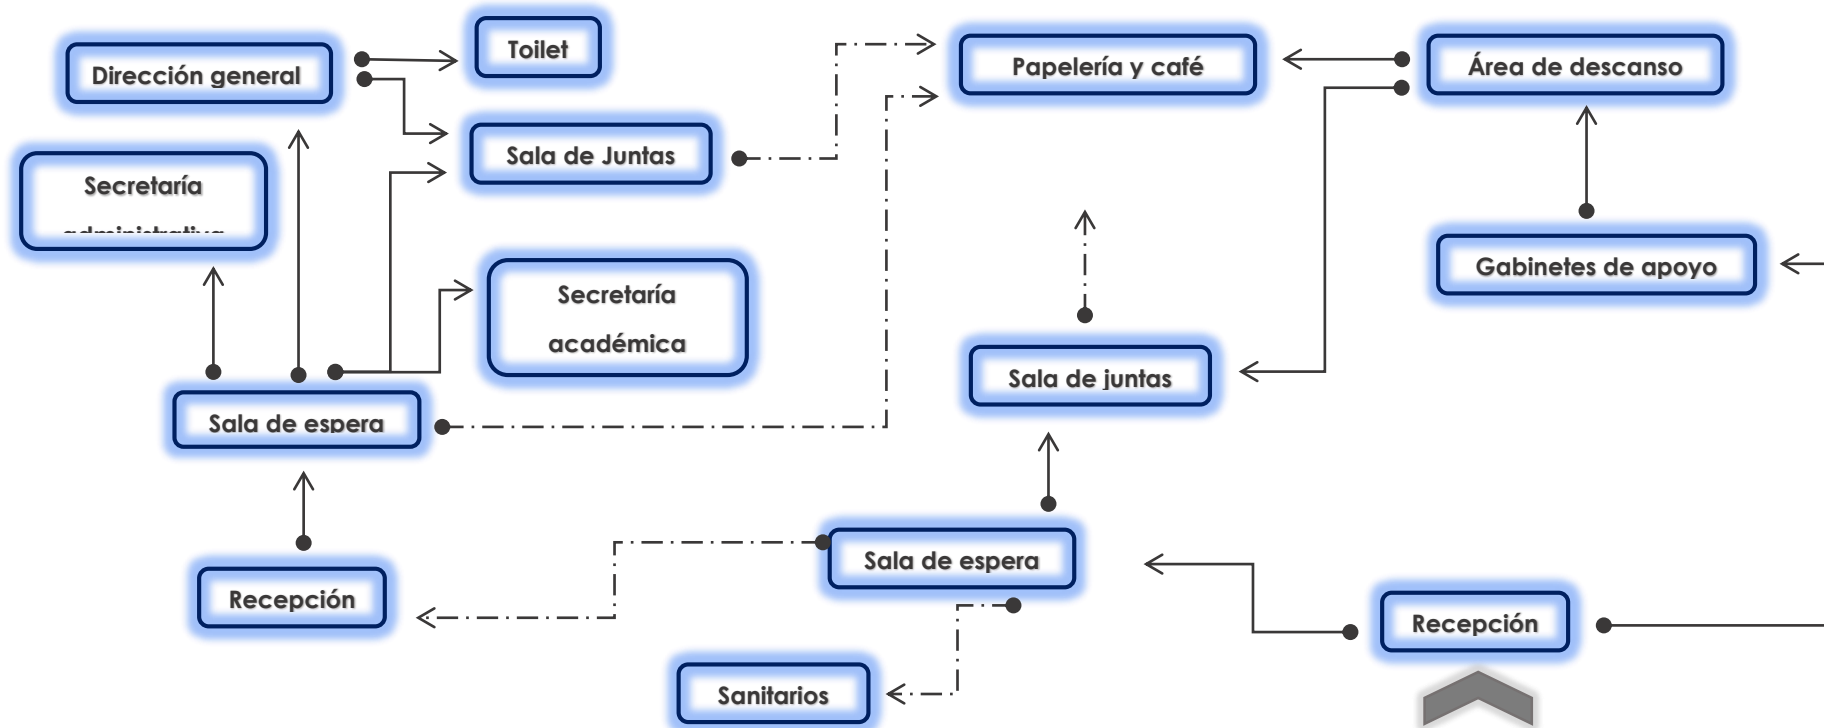 Toilet
Papelería y café
Área de descanso
Dirección general
Sala de Juntas
Secretaría
administrativa
Gabinetes de apoyo
Secretaría
académica
Sala de juntas
Sala de espera
Sala de espera
Recepción
Recepción
Sanitarios